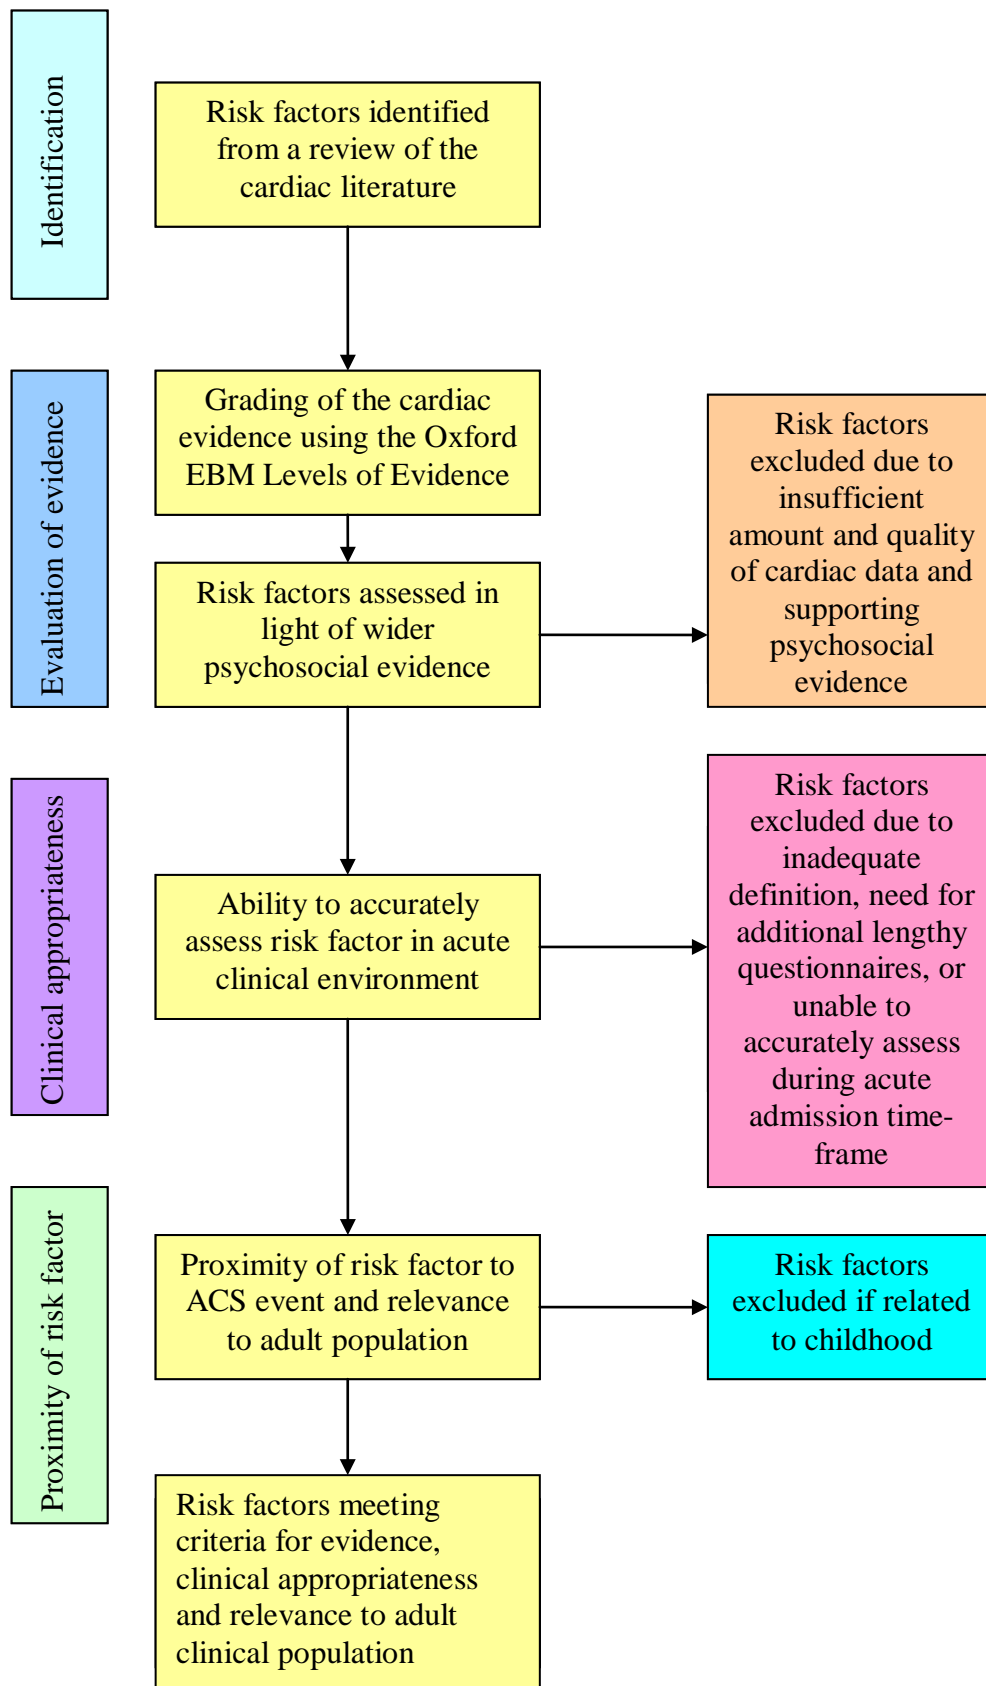 Identification
Risk factors identified
from a review of the
cardiac literature
Evaluation of evidence
Grading of the cardiac
evidence using the Oxford
EBM Levels of Evidence
Risk factors assessed in
light of wider
psychosocial evidence
Risk factors
excluded due to
insufficient
amount and quality
of cardiac data and
supporting
psychosocial
evidence
Clinical appropriateness
Ability to accurately
assess risk factor in acute
clinical environment
Risk factors
excluded due to
inadequate
definition, need for
additional lengthy
questionnaires, or
unable to
accurately assess
during acute
admission time-
frame
Proximity of risk factor
Proximity of risk factor to
ACS event and relevance
to adult population
Risk factors
excluded if related
to childhood
Risk factors meeting
criteria for evidence,
clinical appropriateness
and relevance to adult
clinical population